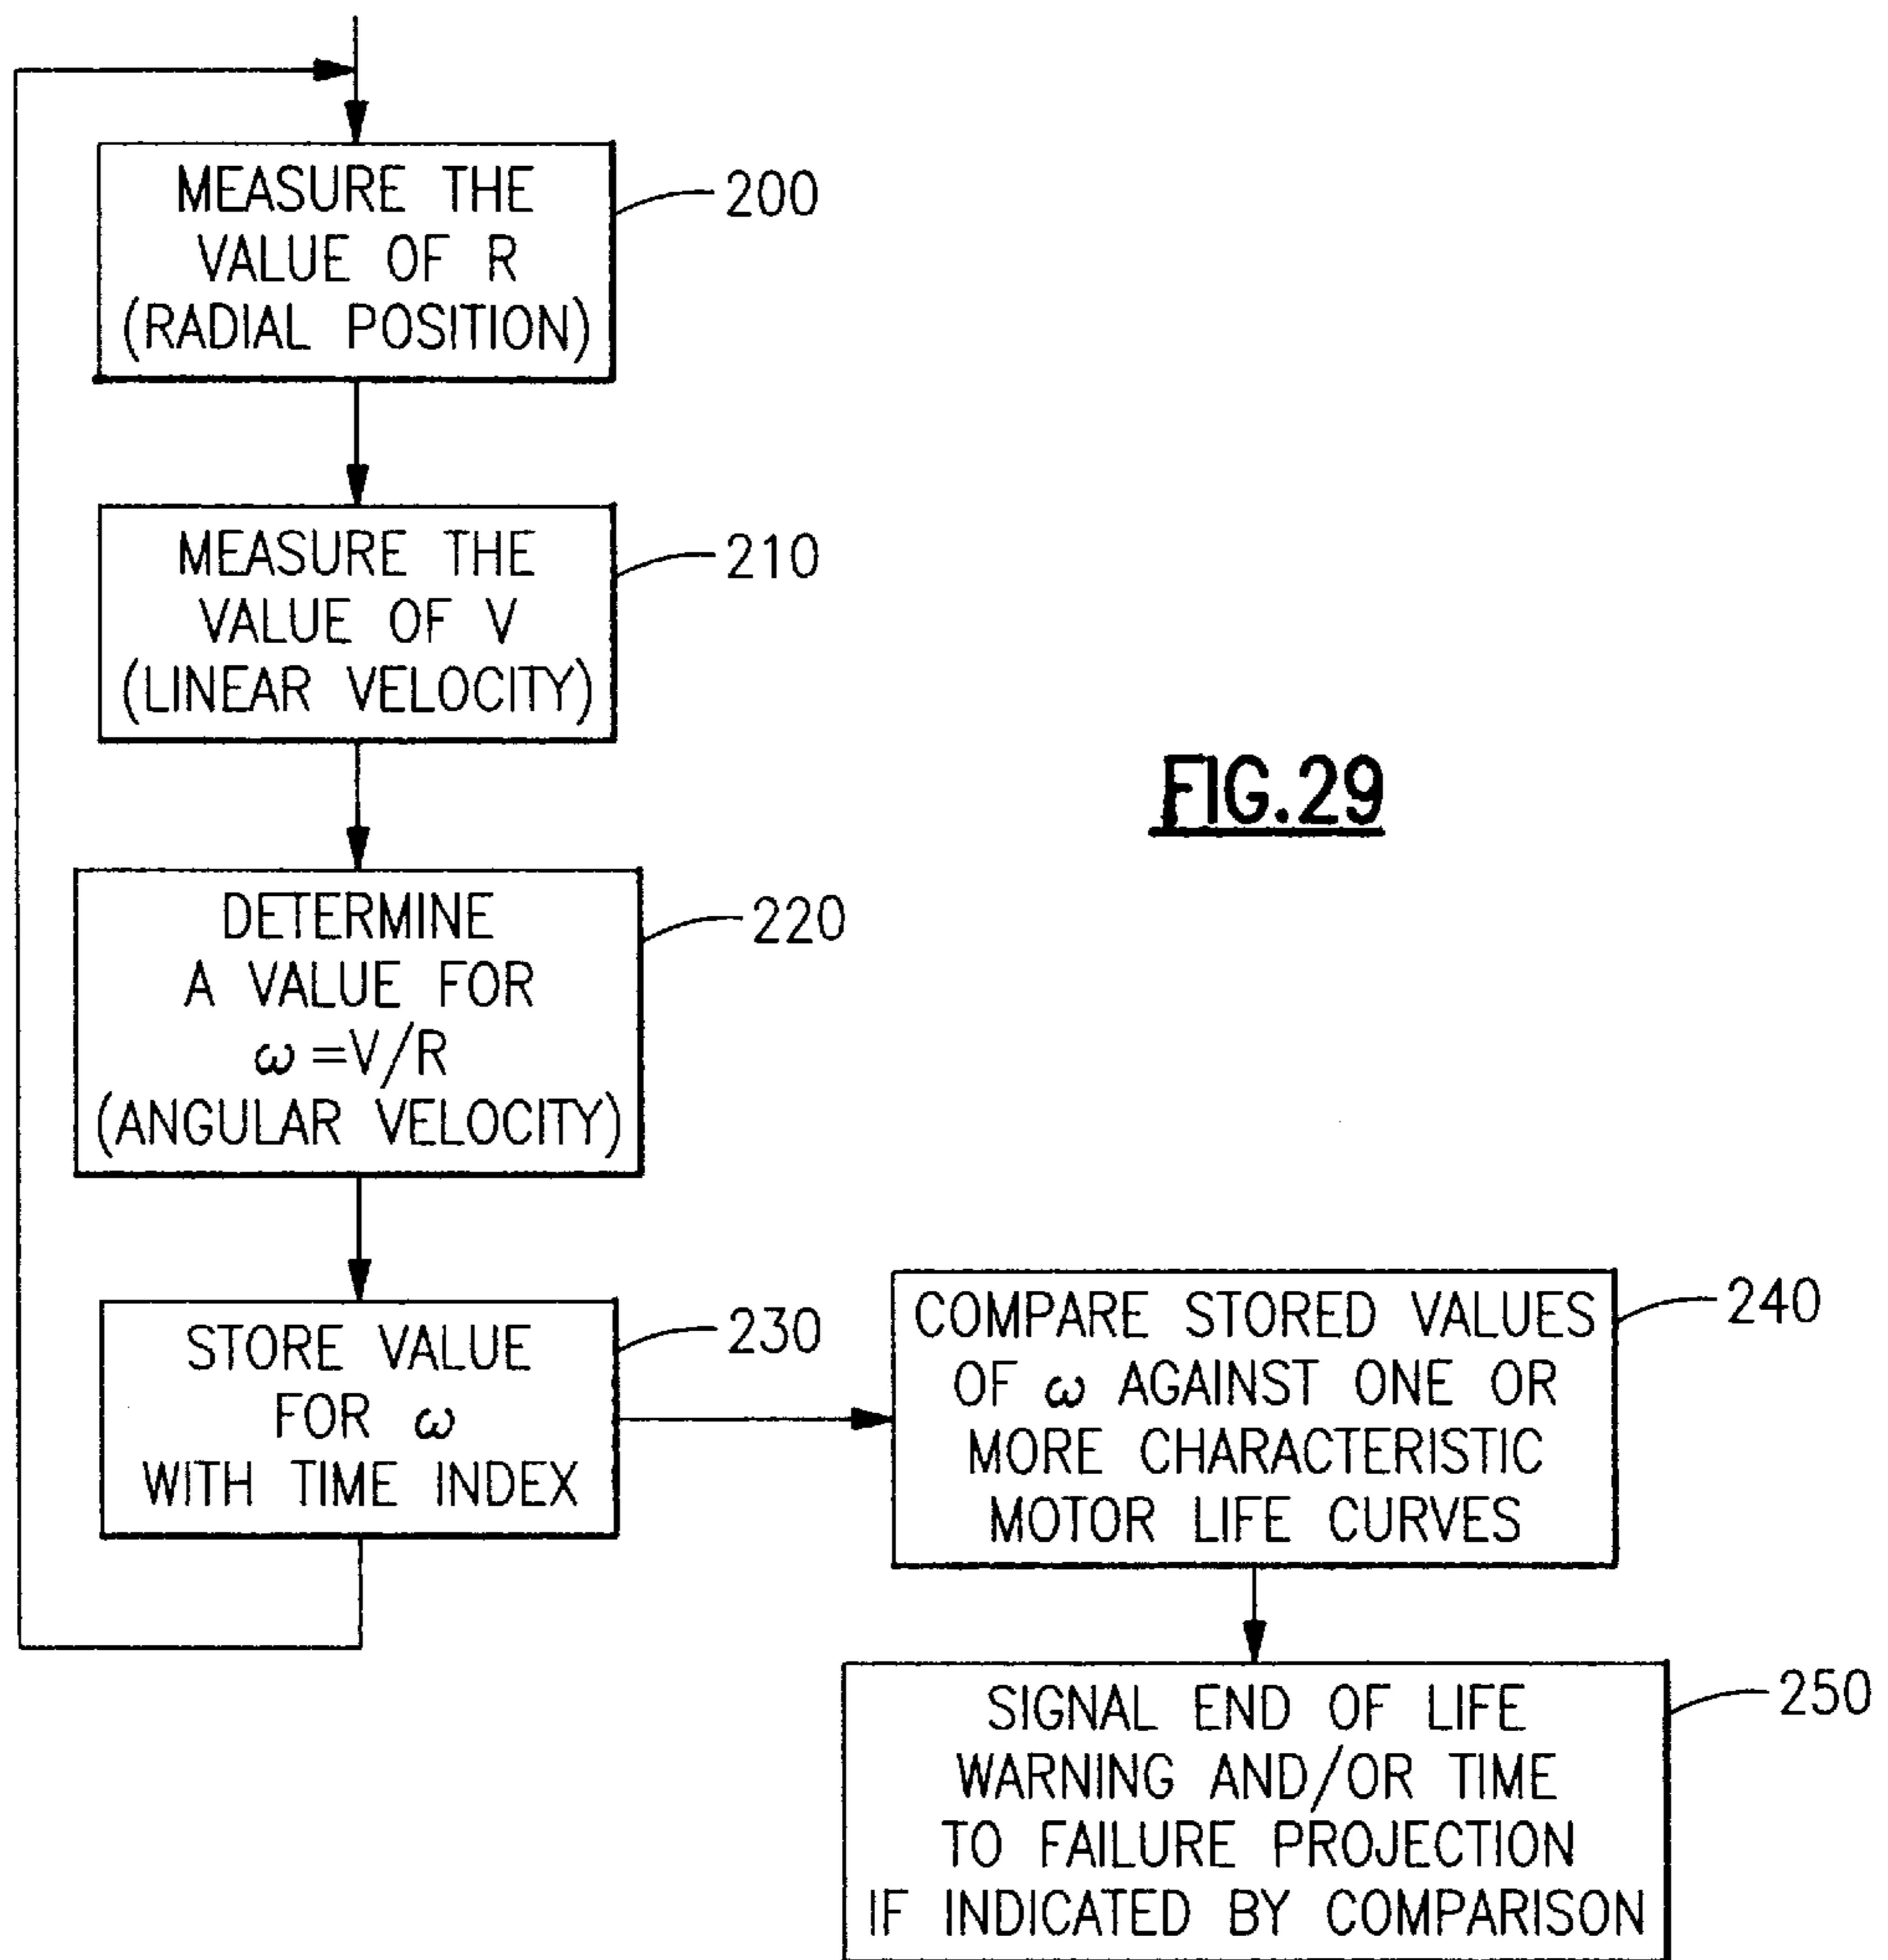 MEASURE THE
VALUE OF R
(RADIAL POSITION)
200
MEASURE THE
VALUE OF V
(LINEAR VELOCITY)
210
FIG.29
DETERMINE
A VALUE FOR
ω=V/R
(ANGULAR VELOCITY)
220
STORE VALUE
FOR ω
WITH TIME INDEX
230
COMPARE STORED VALUES
OF ω AGAINST ONE OR
MORE CHARACTERISTIC
MOTOR LIFE CURVES
240
SIGNAL END OF LIFE
WARNING AND/OR TIME
TO FAILURE PROJECTION
IF INDICATED BY COMPARISON
250